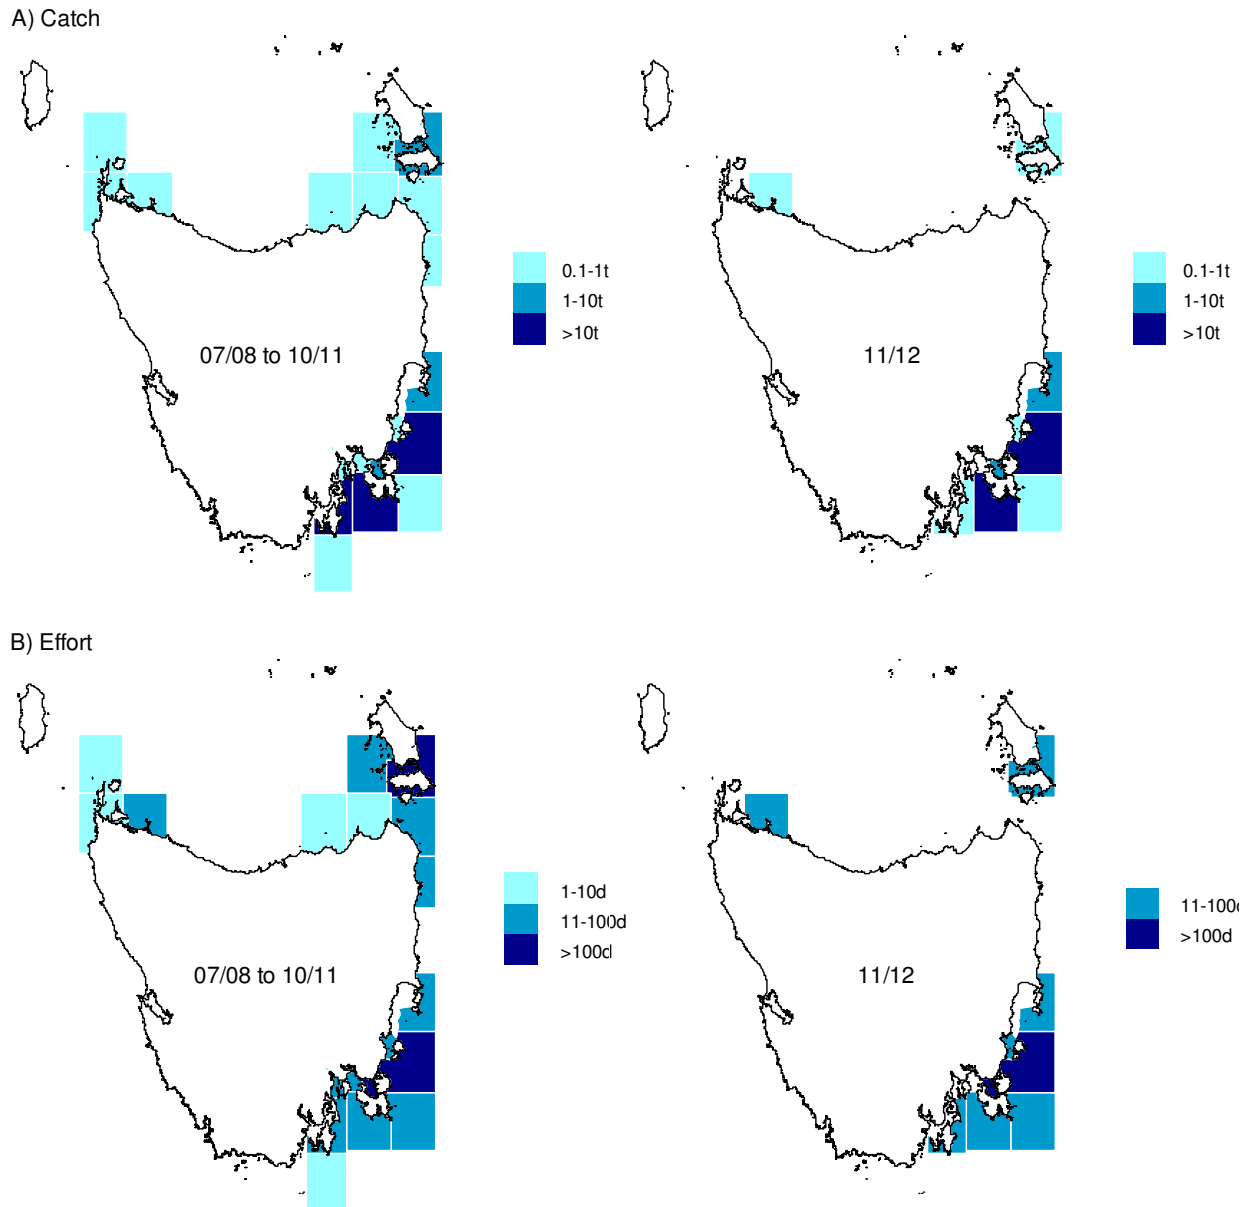 A) Catch
0.1-1t
1-10t
>10t
07/08 to 10/11
0.1-1t
1-10t
>10t
11/12
B) Effort
1-10d
11-100d
>100d
07/08 to 10/11
11-100d
>100d
11/12